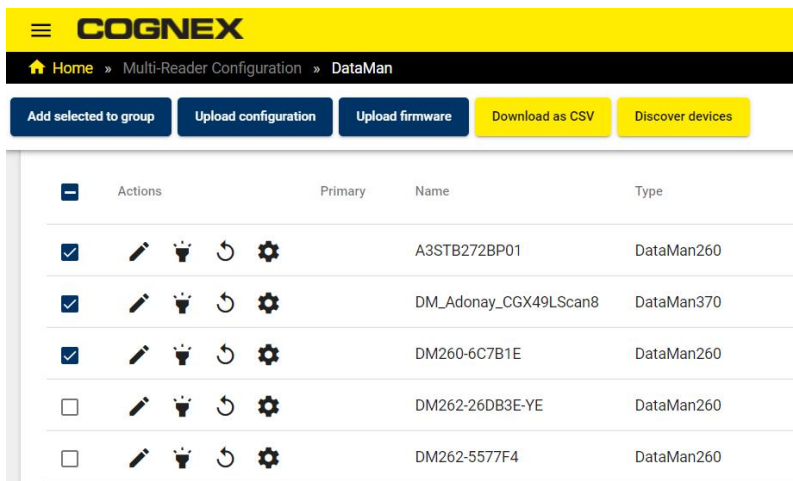 COGNEX
Home » Multi-Reader Configuration » DataMan
Add selected to group Upload configuration Upload firmware Download as CSV Discover devices
Actions Primary Name Type
A3STB272BP01 DataMan260
DM_Adonay_CGX49LScan8 DataMan370
DM260-6C7B1E DataMan260
DM262-26DB3E-YE DataMan260
DM262-5577F4 DataMan260